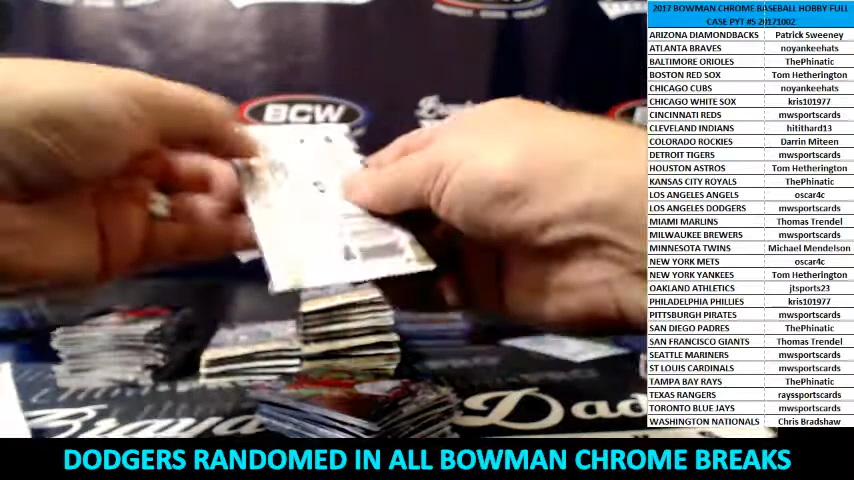 2017 BOWMAN CHROME BASEBALL HOBBY FULL
CASE PYT #5 20171002
ARIZONA DIAMONDBACKS Patrick Sweeney
ATLANTA BRAVES noyankeehats
BALTIMORE ORIOLES ThePhinatic
BOSTON RED SOX Tom Hetherington
CHICAGO CUBS noyankeehats
CHICAGO WHITE SOX kris101977
CINCINNATI REDS mwsportscards
CLEVELAND INDIANS hitithard13
COLORADO ROCKIES Darrin Miteen
DETROIT TIGERS mwsportscards
HOUSTON ASTROS Tom Hetherington
KANSAS CITY ROYALS ThePhinatic
LOS ANGELES ANGELS oscar4c
LOS ANGELES DODGERS mwsportscards
MIAMI MARLINS Thomas Trendel
MILWAUKEE BREWERS mwsportscards
MINNESOTA TWINS Michael Mendelson
NEW YORK METS oscar4c
NEW YORK YANKEES Tom Hetherington
OAKLAND ATHLETICS jtsports23
PHILADELPHIA PHILLIES kris101977
PITTSBURGH PIRATES mwsportscards
SAN DIEGO PADRES ThePhinatic
SAN FRANCISCO GIANTS Thomas Trendel
SEATTLE MARINERS mwsportscards
ST LOUIS CARDINALS mwsportscards
TAMPA BAY RAYS ThePhinatic
TEXAS RANGERS rayssportscards
TORONTO BLUE JAYS mwsportscards
WASHINGTON NATIONALS Chris Bradshaw
BCW
Dad
DODGERS RANDOMED IN ALL BOWMAN CHROME BREAKS